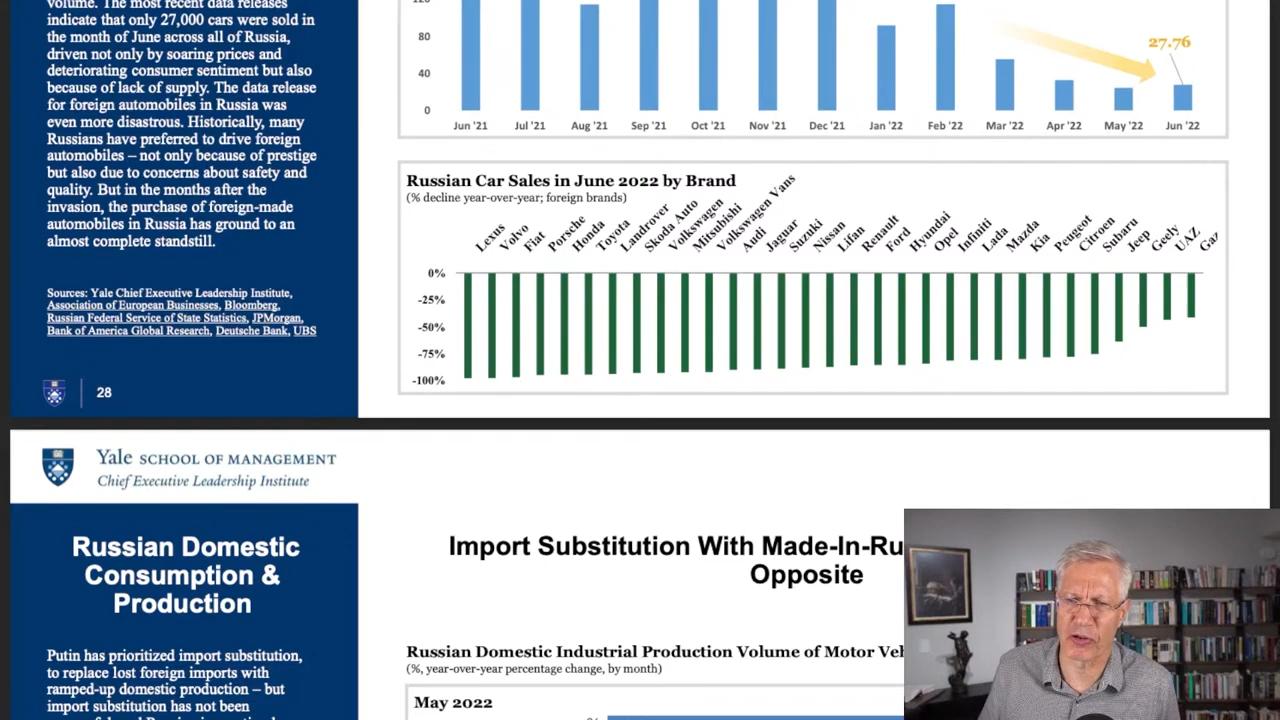 volume. The most recent data releases
indicate that only 27,000 cars were sold in
the month of June across all of Russia,
driven not only by soaring prices and
deteriorating consumer sentiment but also
because of lack of supply. The data release
for foreign automobiles in Russia was
even more disastrous. Historically, many
Russians have preferred to drive foreign
automobiles – not only because of prestige
but also due to concerns about safety and
quality. But in the months after the
invasion, the purchase of foreign-made
automobiles in Russia has ground to an
almost complete standstill.
Sources: Yale Chief Executive Leadership Institute,
Association of European Businesses, Bloomberg,
Russian Federal Service of State Statistics, JPMorgan,
Bank of America Global Research, Deutsche Bank, UBS
28
120
80
40
0
27.76
Jun '21 Jul '21 Aug '21 Sep '21 Oct '21 Nov '21 Dec '21 Jan '22 Feb '22 Mar '22 Apr '22 May '22 Jun '22
Russian Car Sales in June 2022 by Brand
(% decline year-over-year; foreign brands)
Lexus Volvo Fiat Porsche Honda Toyota Landrover Skoda Auto Volkswagen Mitsubishi Volkswagen Vans Audi Jaguar Suzuki Nissan Lifan Renault Ford Hyundai Opel Infiniti Lada Mazda Kia Peugeot Citroen Subaru Jeep Geely UAZ Gaz
0%
-25%
-50%
-75%
-100%
Yale SCHOOL OF MANAGEMENT
Chief Executive Leadership Institute
Russian Domestic
Consumption &
Production
Putin has prioritized import substitution,
to replace lost foreign imports with
ramped-up domestic production – but
import substitution has not been
Import Substitution With Made-In-Ru
Opposite
Russian Domestic Industrial Production Volume of Motor Veh
(%, year-over-year percentage change, by month)
May 2022